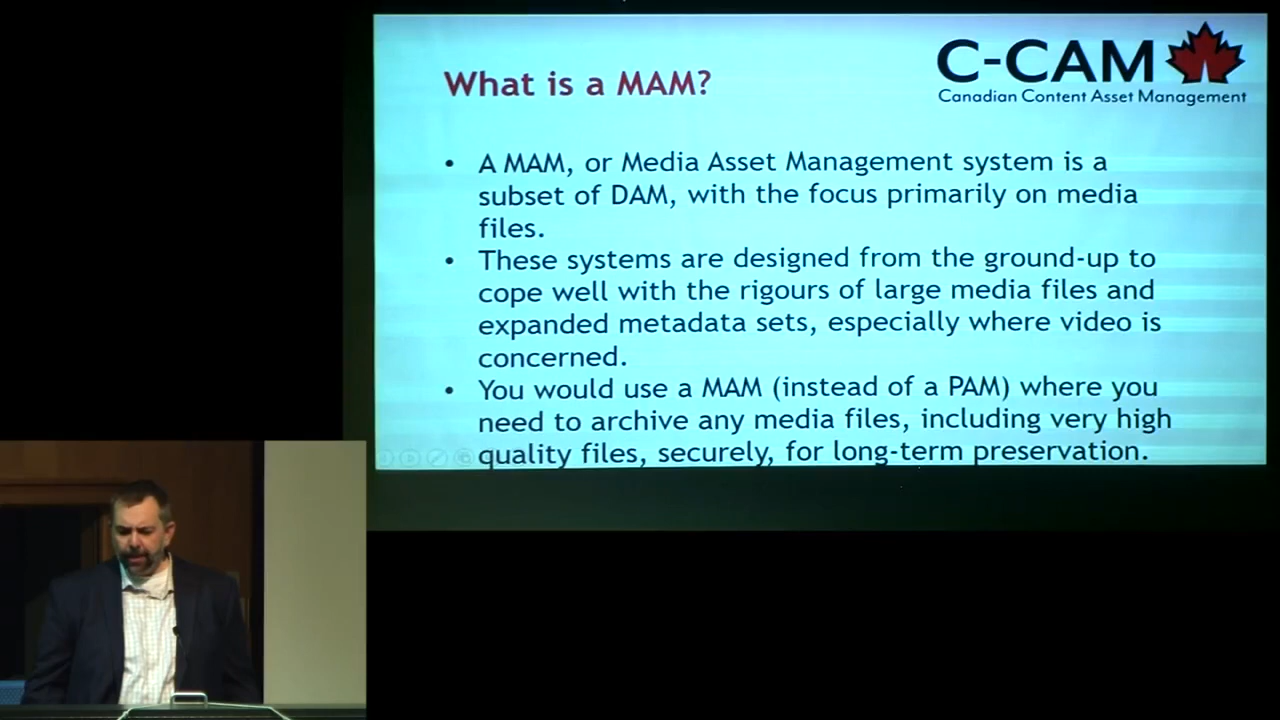 C-CAM
Canadian Content Asset Management
What is a MAM?
• A MAM, or Media Asset Management system is a
subset of DAM, with the focus primarily on media
files.
• These systems are designed from the ground-up to
cope well with the rigours of large media files and
expanded metadata sets, especially where video is
concerned.
• You would use a MAM (instead of a PAM) where you
need to archive any media files, including very high
quality files, securely, for long-term preservation.